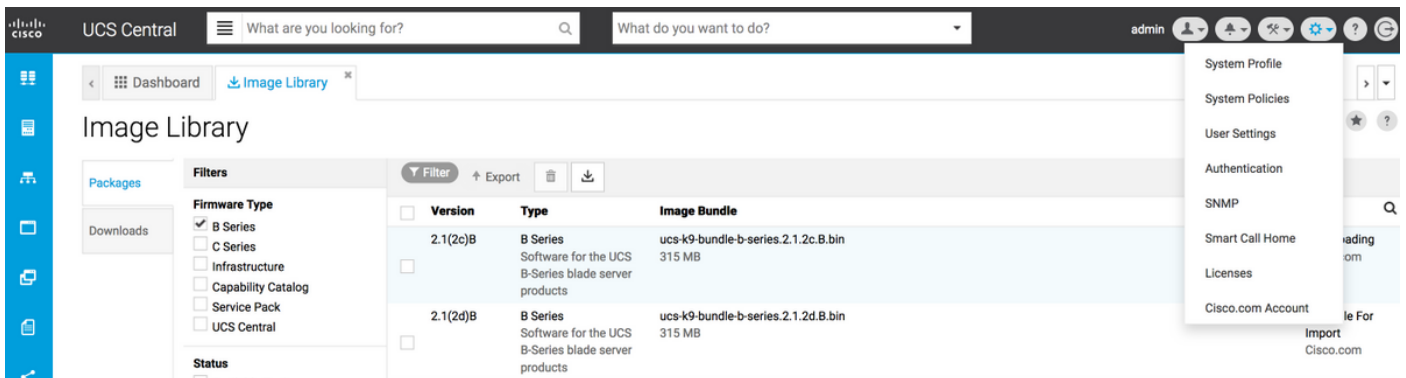 CISCO
UCS Central
What are you looking for?
What do you want to do?
admin
?
Dashboard
Image Library
System Profile
System Policies
User Settings
Authentication
SNMP
Smart Call Home
Licenses
Cisco.com Account
Image Library
?
Packages
Downloads
Filters
Firmware Type
B Series
C Series
Infrastructure
Capability Catalog
Service Pack
UCS Central
Status
Filter
Export
Version Type Image Bundle
2.1(2c)B B Series ucs-k9-bundle-b-series.2.1.2c.B.bin
Software for the UCS 315 MB
B-Series blade server
products
2.1(2d)B B Series ucs-k9-bundle-b-series.2.1.2d.B.bin
Software for the UCS 315 MB
B-Series blade server
products
For
Import
Cisco.com